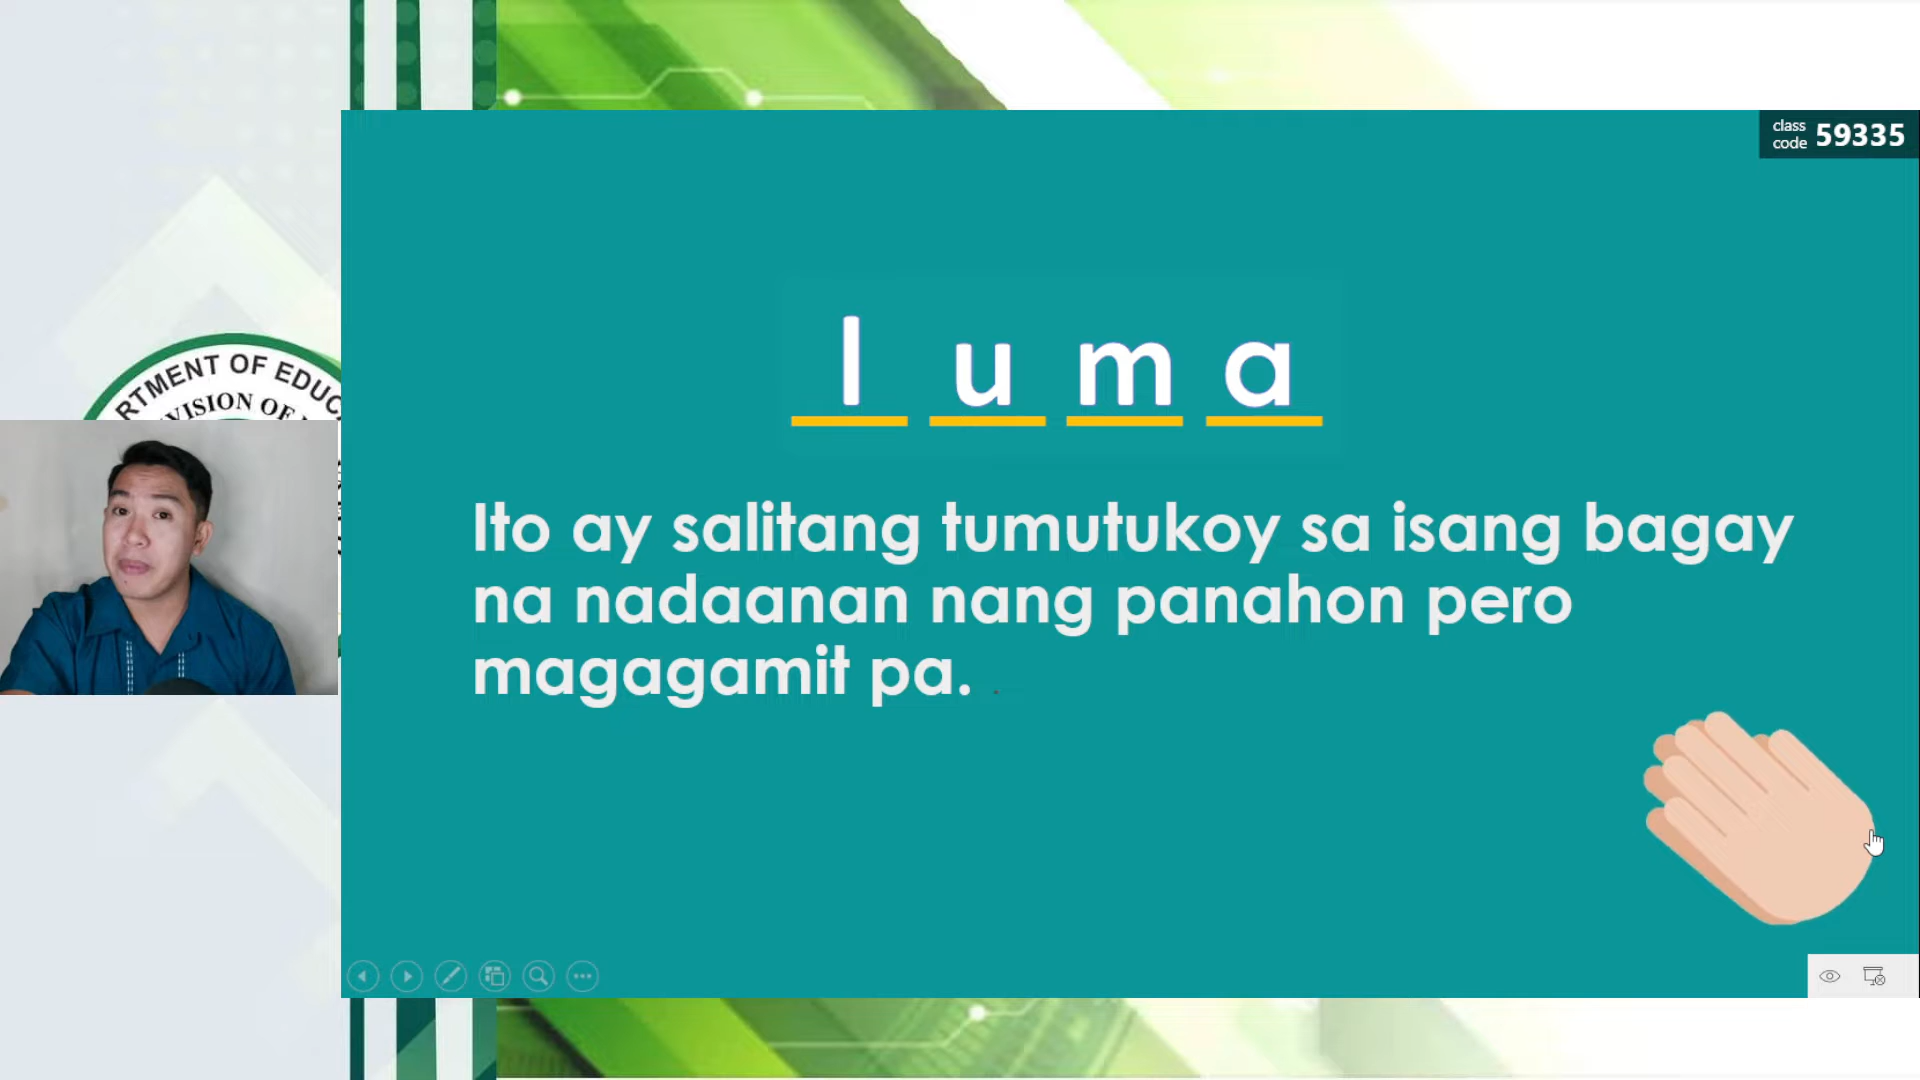 class
code 59335
l u m a
Ito ay salitang tumutukoy sa isang bagay
na nadaanan nang panahon pero
magagamit pa.
RTMENT OF EDUC
VISION OF